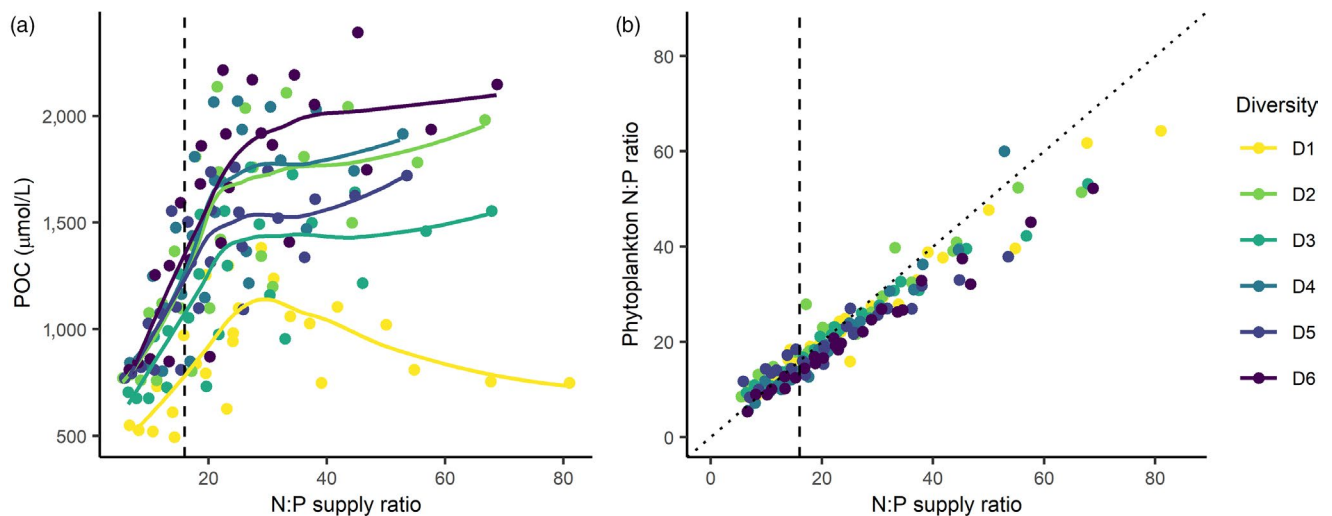 (a)
POC (μmol/L)
2,000
1,500
1,000
500
20
40
60
80
N:P supply ratio
(b)
Phytoplankton N:P ratio
80
60
40
20
0
0
20
40
60
80
N:P supply ratio
Diversity
D1
D2
D3
D4
D5
D6